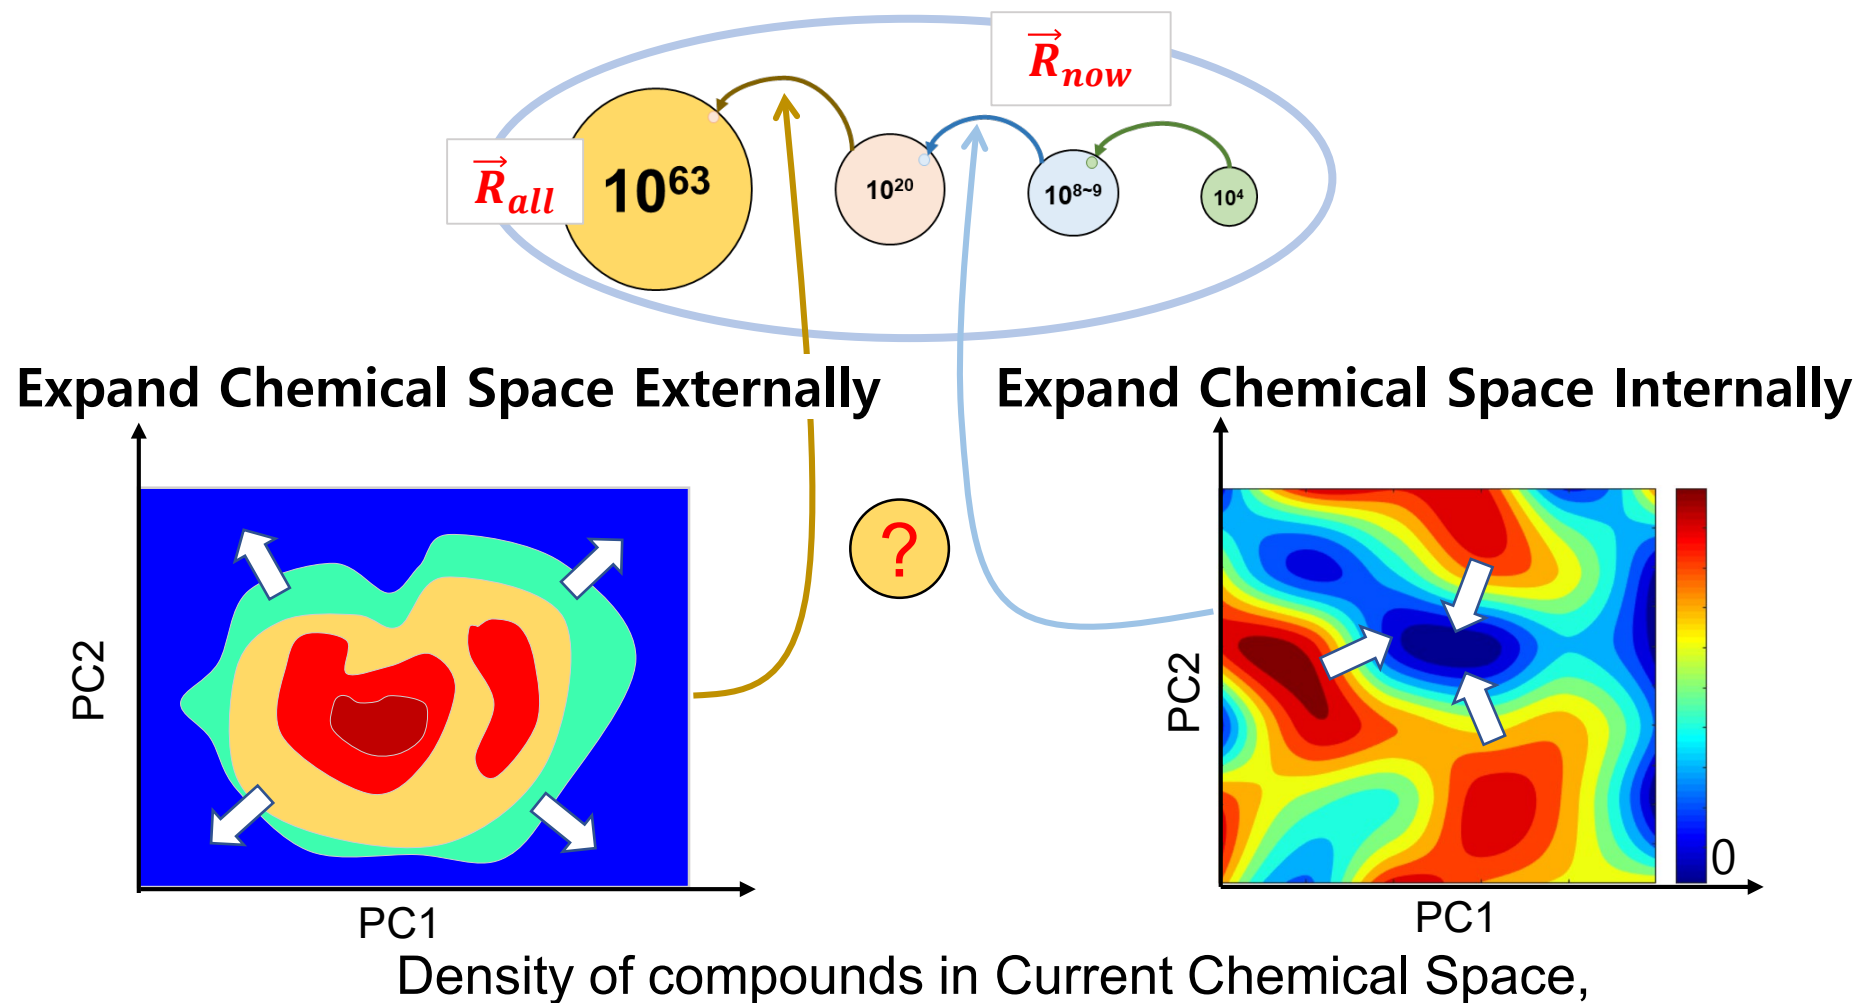 R⃗now
R⃗all
10⁶³
10²⁰
10⁸~⁹
10⁴
Expand Chemical Space Externally
Expand Chemical Space Internally
?
PC2
PC1
PC2
PC1
0
Density of compounds in Current Chemical Space,